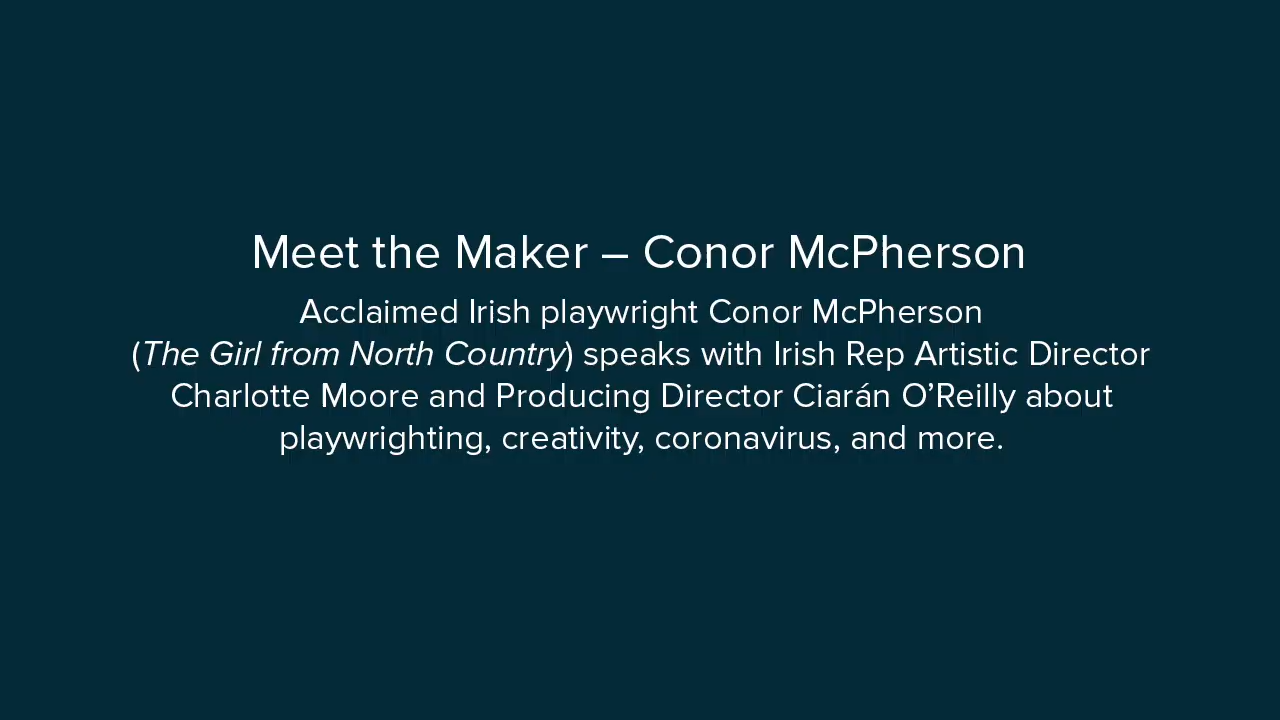 Meet the Maker – Conor McPherson
Acclaimed Irish playwright Conor McPherson
(The Girl from North Country) speaks with Irish Rep Artistic Director
Charlotte Moore and Producing Director Ciarán O’Reilly about
playwrighting, creativity, coronavirus, and more.